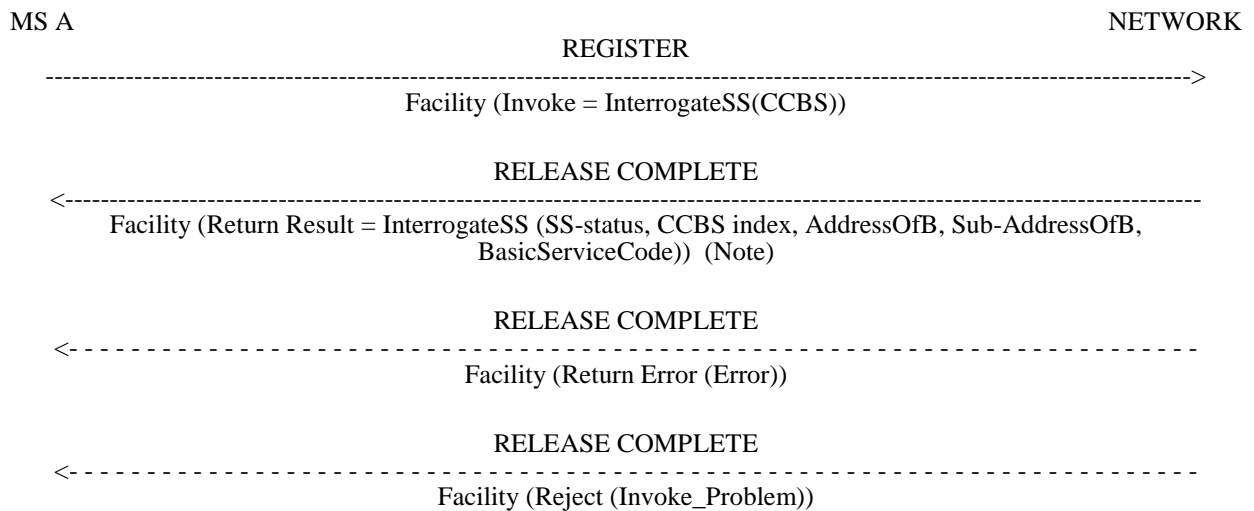 MS A NETWORK
REGISTER
------------------------------------------------------------------------------------------------------------------------------------>
Facility (Invoke = InterrogateSS(CCBS))
RELEASE COMPLETE
<------------------------------------------------------------------------------------------------------------------------------------
Facility (Return Result = InterrogateSS (SS-status, CCBS index, AddressOfB, Sub-AddressOfB,
BasicServiceCode)) (Note)
RELEASE COMPLETE
<- - - - - - - - - - - - - - - - - - - - - - - - - - - - - - - - - - - - - - - - - - - - - - - - - - - - - - - - - - - - - - - - - -
Facility (Return Error (Error))
RELEASE COMPLETE
<- - - - - - - - - - - - - - - - - - - - - - - - - - - - - - - - - - - - - - - - - - - - - - - - - - - - - - - - - - - - - - - - - -
Facility (Reject (Invoke_Problem))